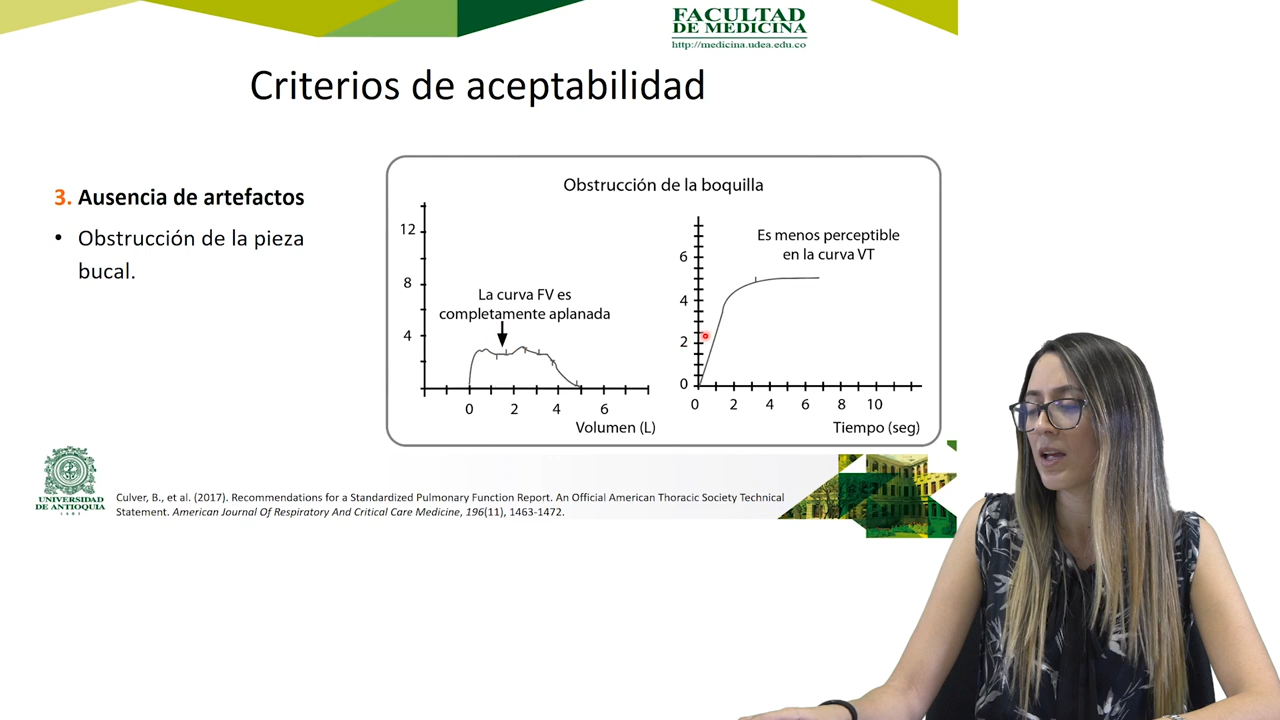 FACULTAD
DE MEDICINA
http://medicina.udea.edu.co
Criterios de aceptabilidad
3. Ausencia de artefactos
• Obstrucción de la pieza
bucal.
Obstrucción de la boquilla
12
8
4
La curva FV es
completamente aplanada
0 2 4 6
Volumen (L)
6
4
2
0
Es menos perceptible
en la curva VT
0 2 4 6 8 10
Tiempo (seg)
UNIVERSIDAD
DE ANTIOQUIA
1803
Culver, B., et al. (2017). Recommendations for a Standardized Pulmonary Function Report. An Official American Thoracic Society Technical
Statement. American Journal Of Respiratory And Critical Care Medicine, 196(11), 1463-1472.